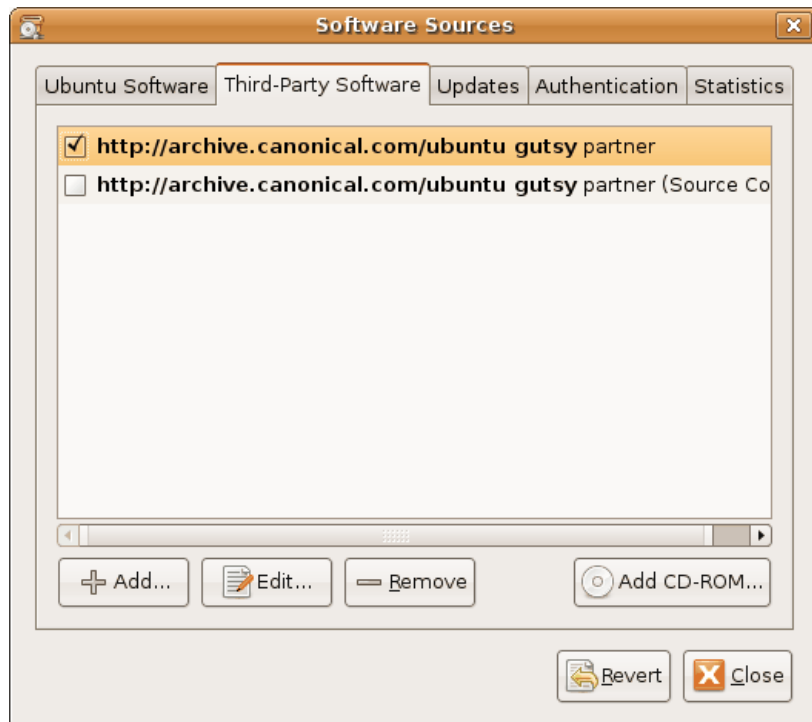 Software Sources
Ubuntu Software Third-Party Software Updates Authentication Statistics
http://archive.canonical.com/ubuntu gutsy partner
http://archive.canonical.com/ubuntu gutsy partner (Source Co
Add... Edit... Remove Add CD-ROM...
Revert Close